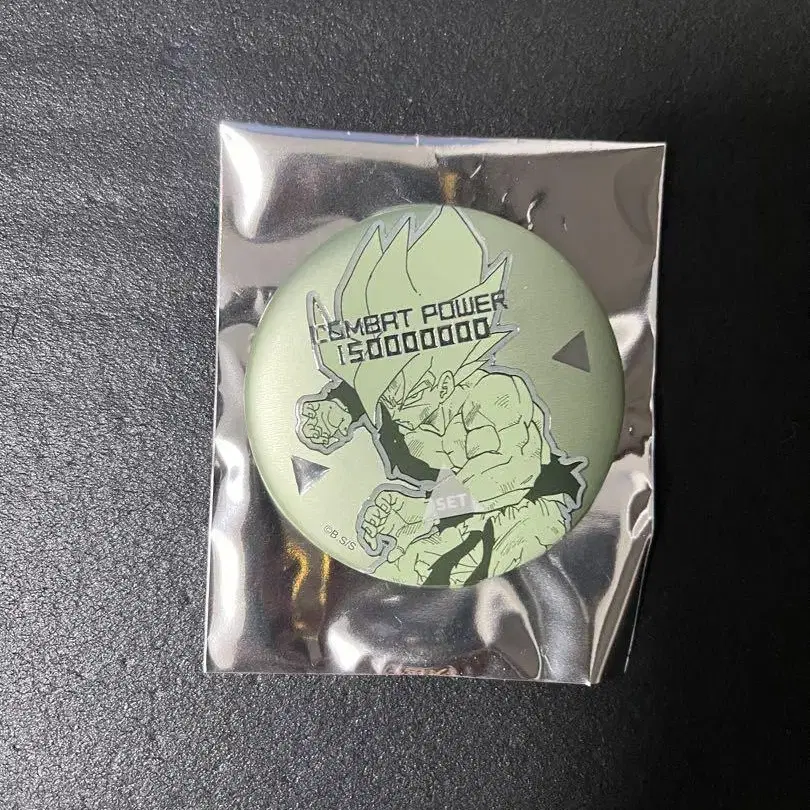 COMBAT POWER
150000000
SET
©B.S/S